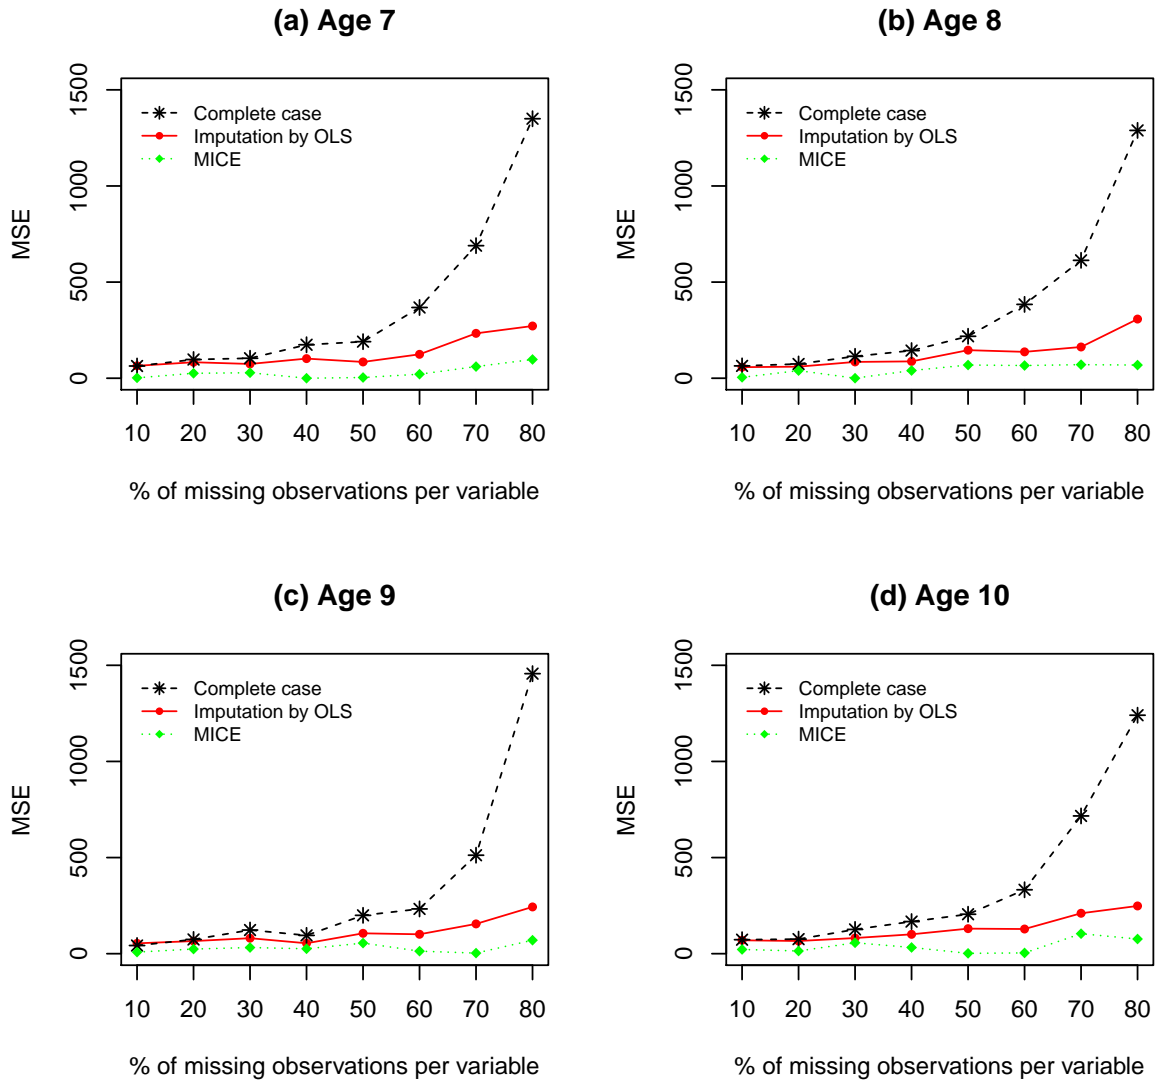 (a) Age 7
MSE
1500
1000
500
0
Complete case
Imputation by OLS
MICE
10 20 30 40 50 60 70 80
% of missing observations per variable
(b) Age 8
MSE
1500
1000
500
0
Complete case
Imputation by OLS
MICE
10 20 30 40 50 60 70 80
% of missing observations per variable
(c) Age 9
MSE
1500
1000
500
0
Complete case
Imputation by OLS
MICE
10 20 30 40 50 60 70 80
% of missing observations per variable
(d) Age 10
MSE
1500
1000
500
0
Complete case
Imputation by OLS
MICE
10 20 30 40 50 60 70 80
% of missing observations per variable